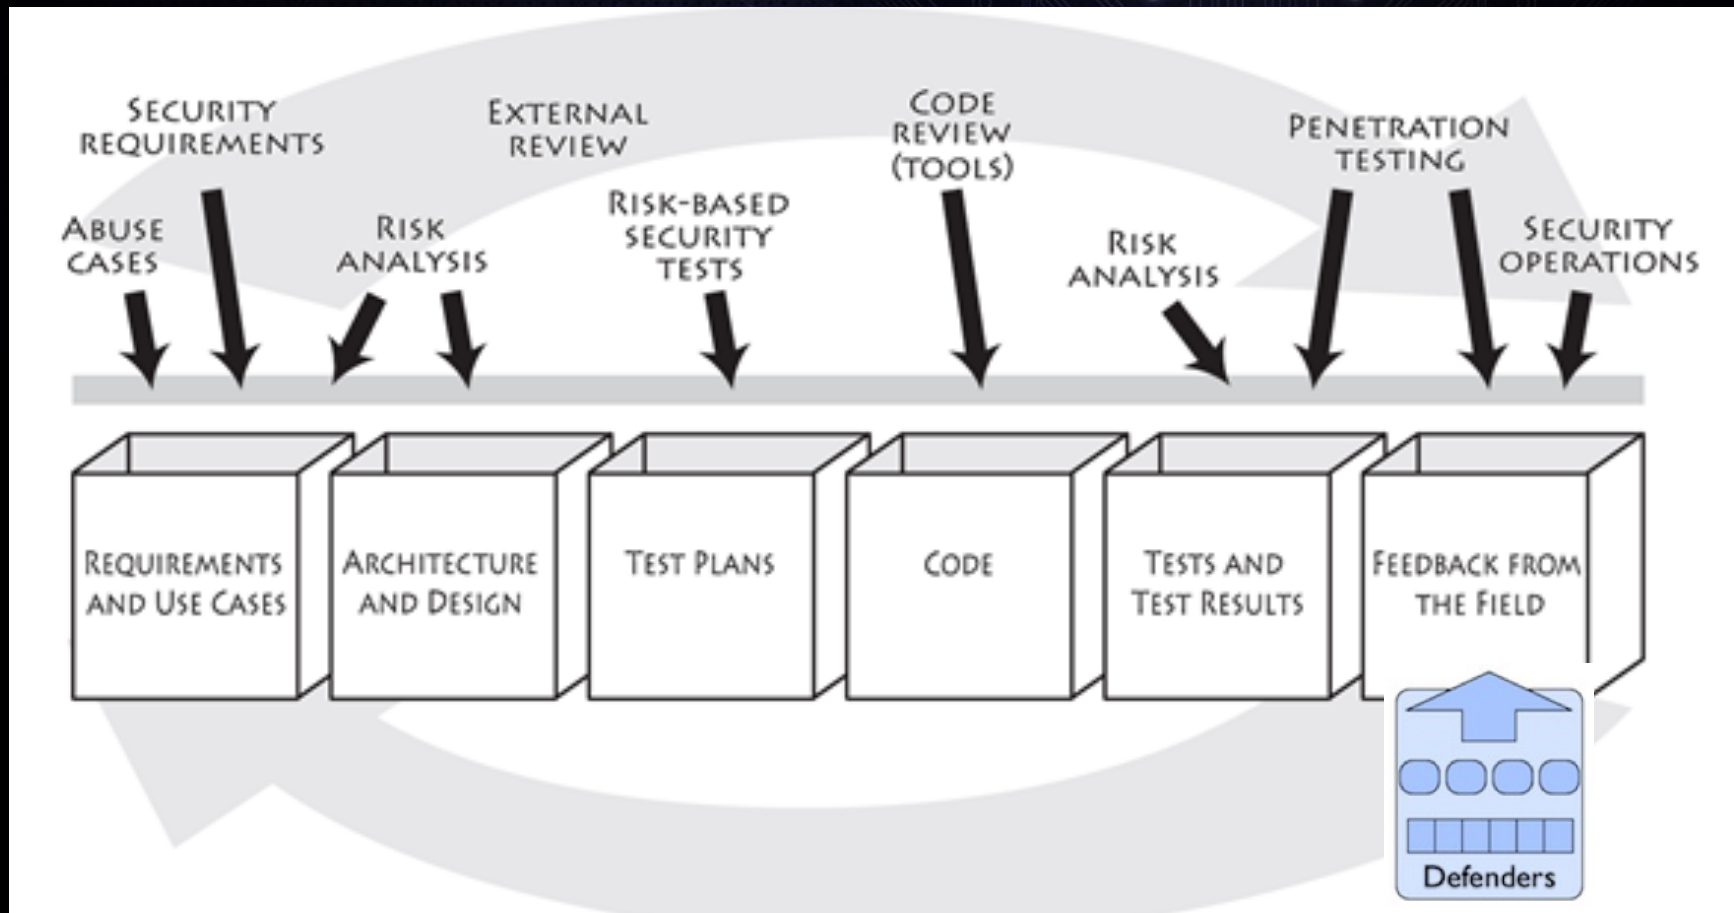 SECURITY
REQUIREMENTS
EXTERNAL
REVIEW
CODE
REVIEW
(TOOLS)
PENETRATION
TESTING
ABUSE
CASES
RISK
ANALYSIS
RISK-BASED
SECURITY
TESTS
RISK
ANALYSIS
SECURITY
OPERATIONS
REQUIREMENTS
AND USE CASES
ARCHITECTURE
AND DESIGN
TEST PLANS
CODE
TESTS AND
TEST RESULTS
FEEDBACK FROM
THE FIELD
Defenders